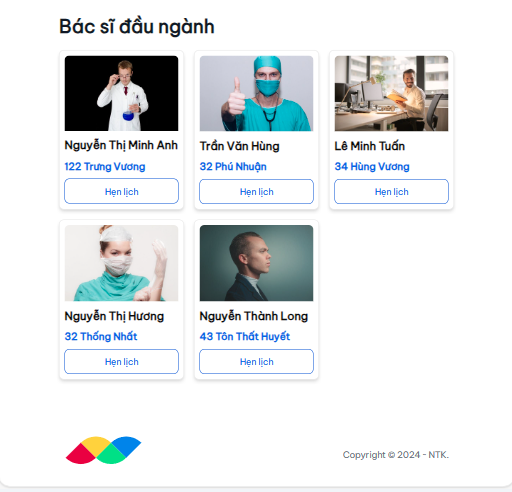 Bác sĩ đầu ngành
Nguyễn Thị Minh Anh
122 Trưng Vương
Hẹn lịch
Trần Văn Hùng
32 Phú Nhuận
Hẹn lịch
Lê Minh Tuấn
34 Hùng Vương
Hẹn lịch
Nguyễn Thị Hương
32 Thống Nhất
Hẹn lịch
Nguyễn Thành Long
43 Tôn Thất Huyết
Hẹn lịch
Copyright © 2024 - NTK.